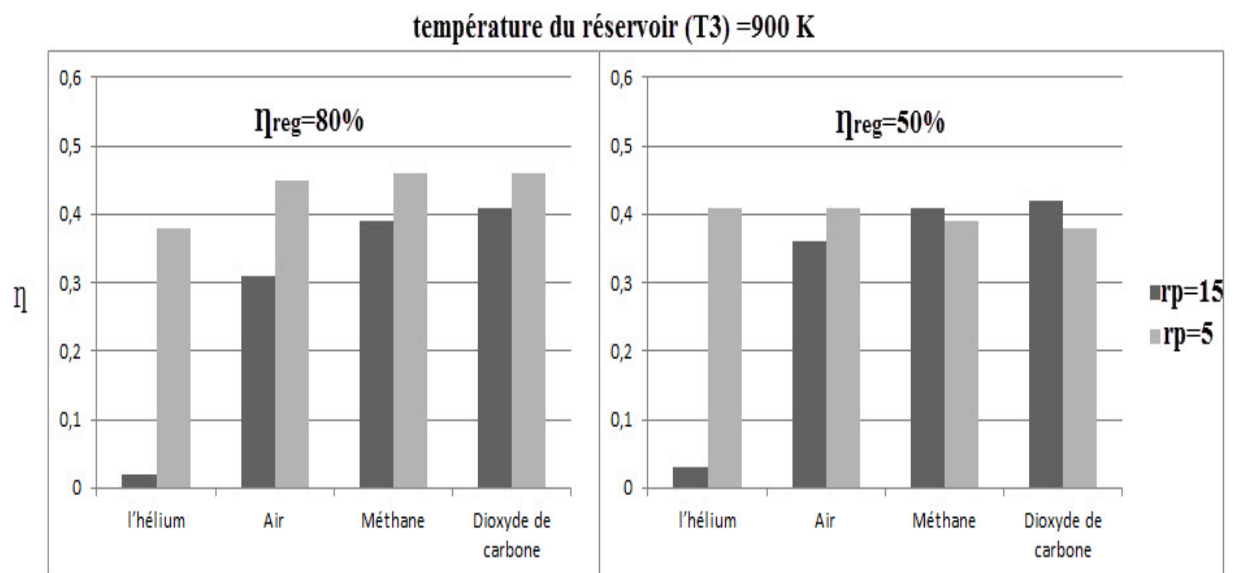 température du réservoir (T3) =900 K
ηreg=80%
0,6
0,5
0,4
0,3
0,2
0,1
0
l'hélium
Air
Méthane
Dioxyde de
carbone
ηreg=50%
0,6
0,5
0,4
0,3
0,2
0,1
0
l'hélium
Air
Méthane
Dioxyde de
carbone
η
rp=15
rp=5